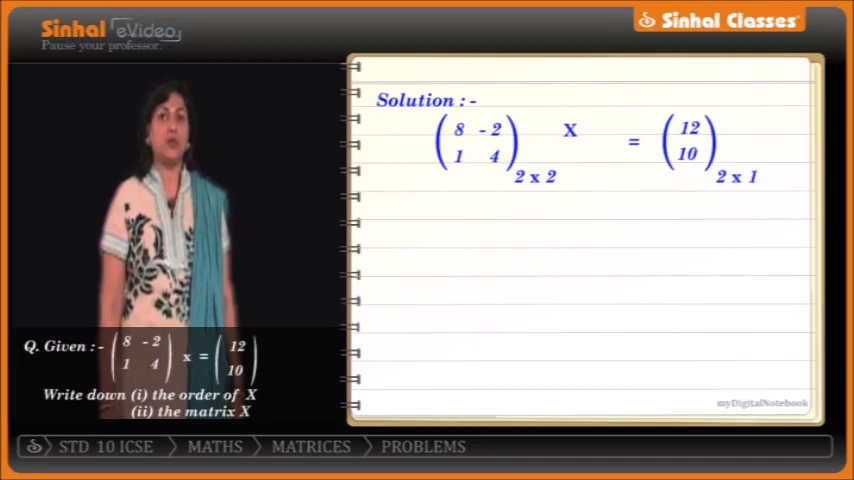 Sinhal eVideo
Pause your professor.
Sinhal Classes
Solution : -
( 8 - 2 ) X = ( 12 )
( 1 4 ) ( 10 )
2 x 2 2 x 1
Q. Given : - ( 8 - 2 ) x = ( 12 )
( 1 4 ) ( 10 )
Write down (i) the order of X
(ii) the matrix X
myDigitalNotebook
STD 10 ICSE MATHS MATRICES PROBLEMS